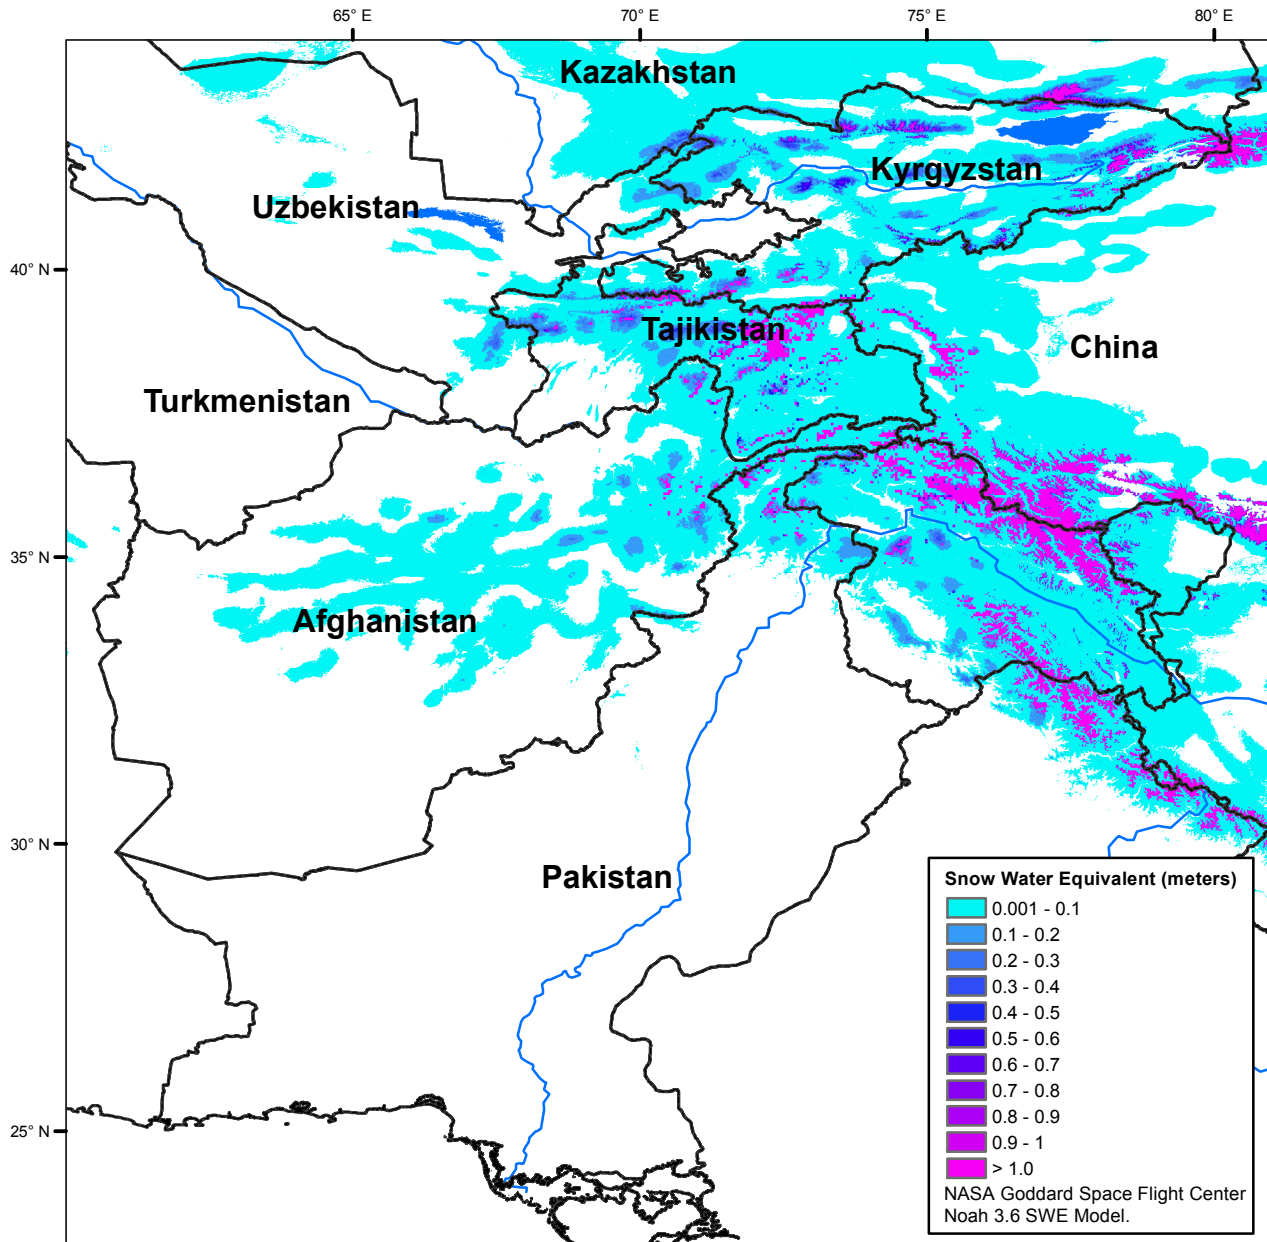 65° E
70° E
75° E
80° E
Kazakhstan
Kyrgyzstan
Uzbekistan
40° N
Tajikistan
China
Turkmenistan
35° N
Afghanistan
30° N
Pakistan
25° N
Snow Water Equivalent (meters)
0.001 - 0.1
0.1 - 0.2
0.2 - 0.3
0.3 - 0.4
0.4 - 0.5
0.5 - 0.6
0.6 - 0.7
0.7 - 0.8
0.8 - 0.9
0.9 - 1
> 1.0
NASA Goddard Space Flight Center
Noah 3.6 SWE Model.